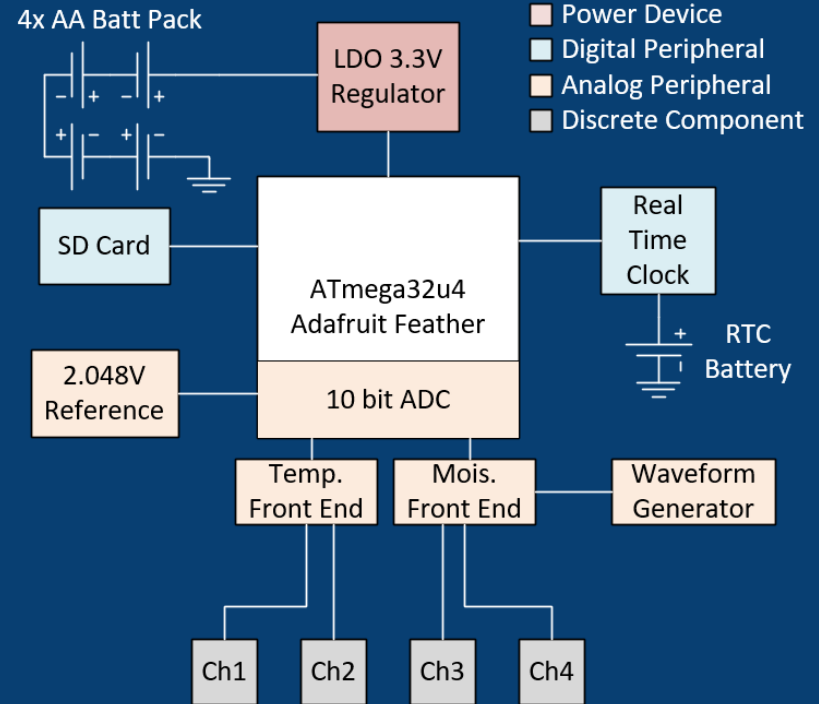 4x AA Batt Pack
- + - +
+ - + -
LDO 3.3V
Regulator
Power Device
Digital Peripheral
Analog Peripheral
Discrete Component
SD Card
ATmega32u4
Adafruit Feather
Real
Time
Clock
+
-
RTC
Battery
2.048V
Reference
10 bit ADC
Temp.
Front End
Mois.
Front End
Waveform
Generator
Ch1
Ch2
Ch3
Ch4